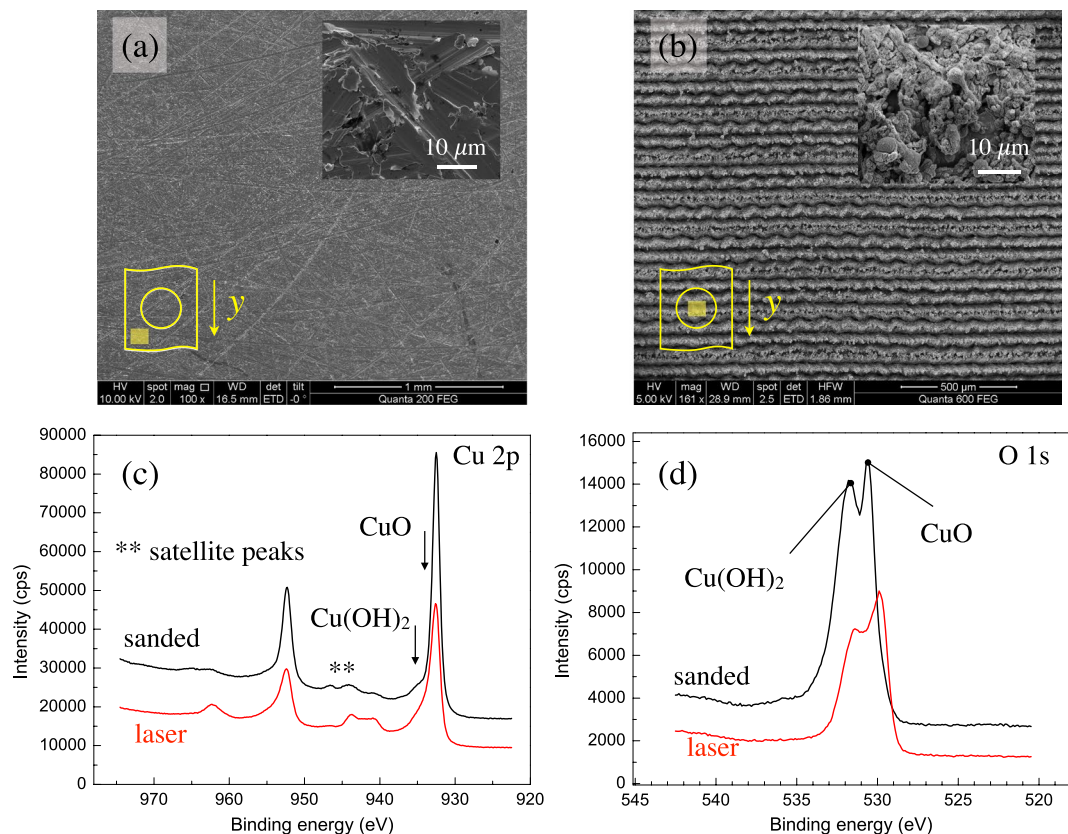 (a)
10 µm
y
HV spot mag □ WD det tilt
10.00 kV 2.0 100 x 16.5 mm ETD -0 °
1 mm
Quanta 200 FEG
(b)
10 µm
y
HV spot mag WD spot det HFW
5.00 kV 161 x 28.9 mm 2.5 ETD 1.86 mm
500 µm
Quanta 600 FEG
(c)
Cu 2p
CuO
** satellite peaks
Cu(OH)2
sanded
**
laser
Intensity (cps)
90000
80000
70000
60000
50000
40000
30000
20000
10000
0
970 960 950 940 930 920
Binding energy (eV)
(d)
O 1s
CuO
Cu(OH)2
sanded
laser
Intensity (cps)
16000
14000
12000
10000
8000
6000
4000
2000
0
545 540 535 530 525 520
Binding energy (eV)